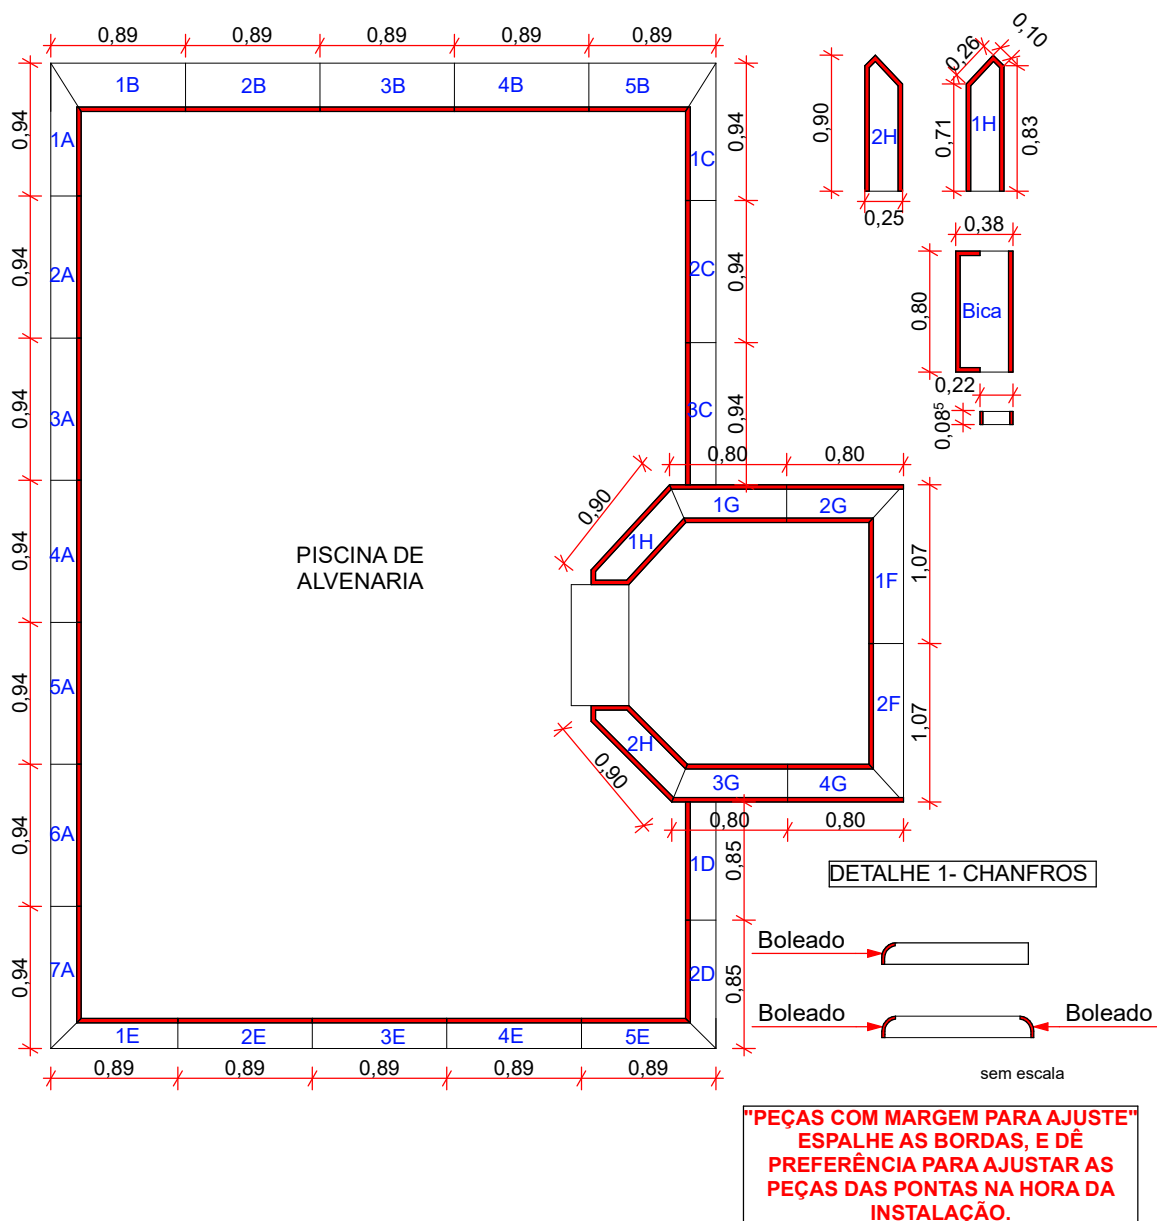 0,89 0,89 0,89 0,89 0,89
1B 2B 3B 4B 5B
0,94 0,94 0,94 0,94 0,94 0,94 0,94
1A
2A
3A
4A
5A
6A
7A
1C
2C
3C
0,94 0,94 0,94
0,90
2H
0,25
0,26
0,10
0,71
1H
0,83
0,38
0,80
Bica
0,22
0,08⁵
0,80 0,80
1G 2G
0,90
1H
1F
2F
1,07
1,07
PISCINA DE
ALVENARIA
2H
0,90
3G 4G
0,80 0,80
1D
2D
0,85
0,85
1E 2E 3E 4E 5E
0,89 0,89 0,89 0,89 0,89
DETALHE 1- CHANFROS
Boleado
Boleado Boleado
sem escala
"PEÇAS COM MARGEM PARA AJUSTE"
ESPALHE AS BORDAS, E DÊ
PREFERÊNCIA PARA AJUSTAR AS
PEÇAS DAS PONTAS NA HORA DA
INSTALAÇÃO.